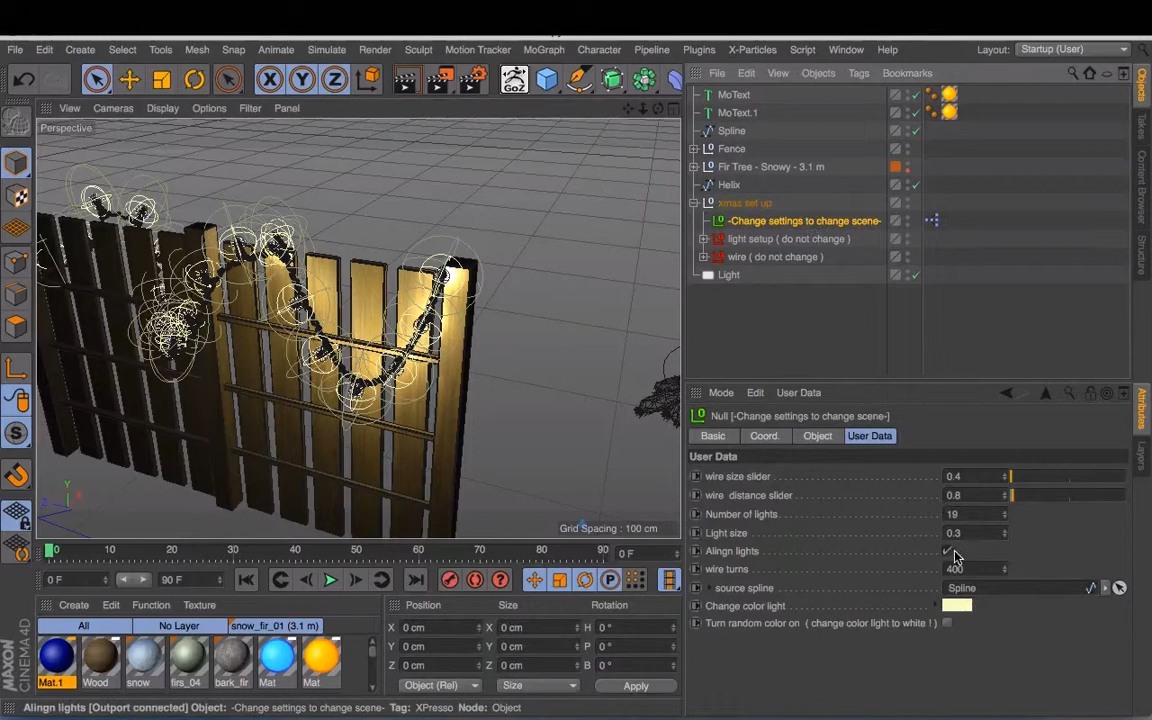 File Edit Create Select Tools Mesh Snap Animate Simulate Render Sculpt Motion Tracker MoGraph Character Pipeline Plugins X-Particles Script Window Help Layout: Startup (User)
X Y Z GoZ
File Edit View Objects Tags Bookmarks
View Cameras Display Options Filter Panel
Perspective
MoText
MoText.1
Spline
Fence
Fir Tree - Snowy - 3.1 m
Helix
xmas set up
-Change settings to change scene-
light setup ( do not change )
wire ( do not change )
Light
Objects
Takes
Content Browser
Structure
Mode Edit User Data
Null [-Change settings to change scene-]
Basic Coord. Object User Data
User Data
wire size slider 0.4
wire distance slider 0.8
Number of lights 19
Light size 0.3
Alingn lights
wire turns 400
source spline Spline
Change color light
Turn random color on ( change color light to white ! )
Attributes
Layers
Y
X
Z
Grid Spacing : 100 cm
0 10 20 30 40 50 60 70 80 90 0 F
0 F 90 F
Create Edit Function Texture
All No Layer snow_fir_01 (3.1 m)
Mat.1 Wood snow firs_04 bark_fir Mat Mat
Position Size Rotation
X 0 cm X 0 cm H 0 °
Y 0 cm Y 0 cm P 0 °
Z 0 cm Z 0 cm B 0 °
Object (Rel) Size Apply
MAXON CINEMA 4D
Alingn lights [Outport connected] Object: -Change settings to change scene- Tag: XPresso Node: Object